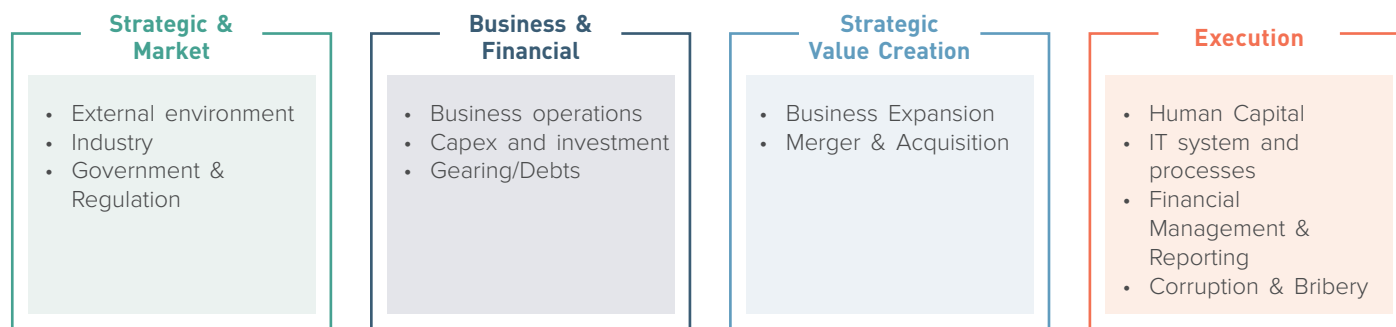 Strategic &
Market
• External environment
• Industry
• Government &
Regulation
Business &
Financial
• Business operations
• Capex and investment
• Gearing/Debts
Strategic
Value Creation
• Business Expansion
• Merger & Acquisition
Execution
• Human Capital
• IT system and
processes
• Financial
Management &
Reporting
• Corruption & Bribery